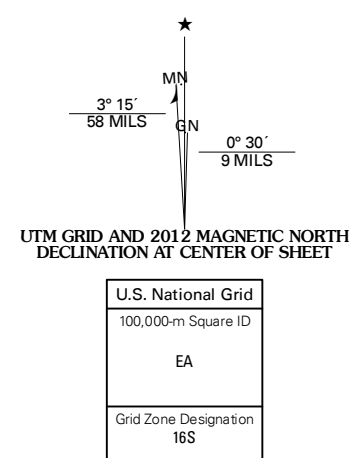 ★
MN
3° 15´
58 MILS
GN
0° 30´
9 MILS
UTM GRID AND 2012 MAGNETIC NORTH
DECLINATION AT CENTER OF SHEET
U.S. National Grid
100,000-m Square ID
EA
Grid Zone Designation
16S